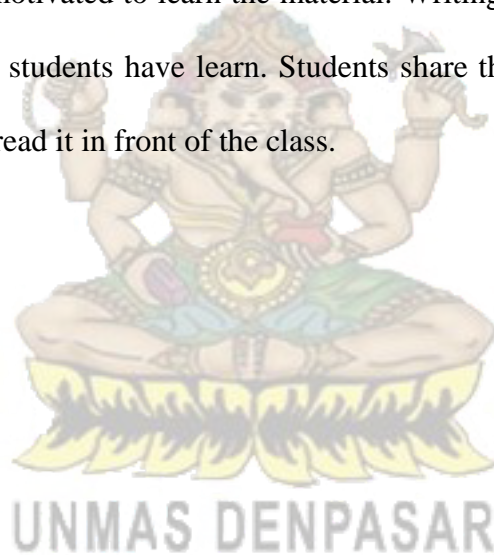 motivated to learn the material. Writing
students have learn. Students share th
read it in front of the class.
UNMAS DENPASAR